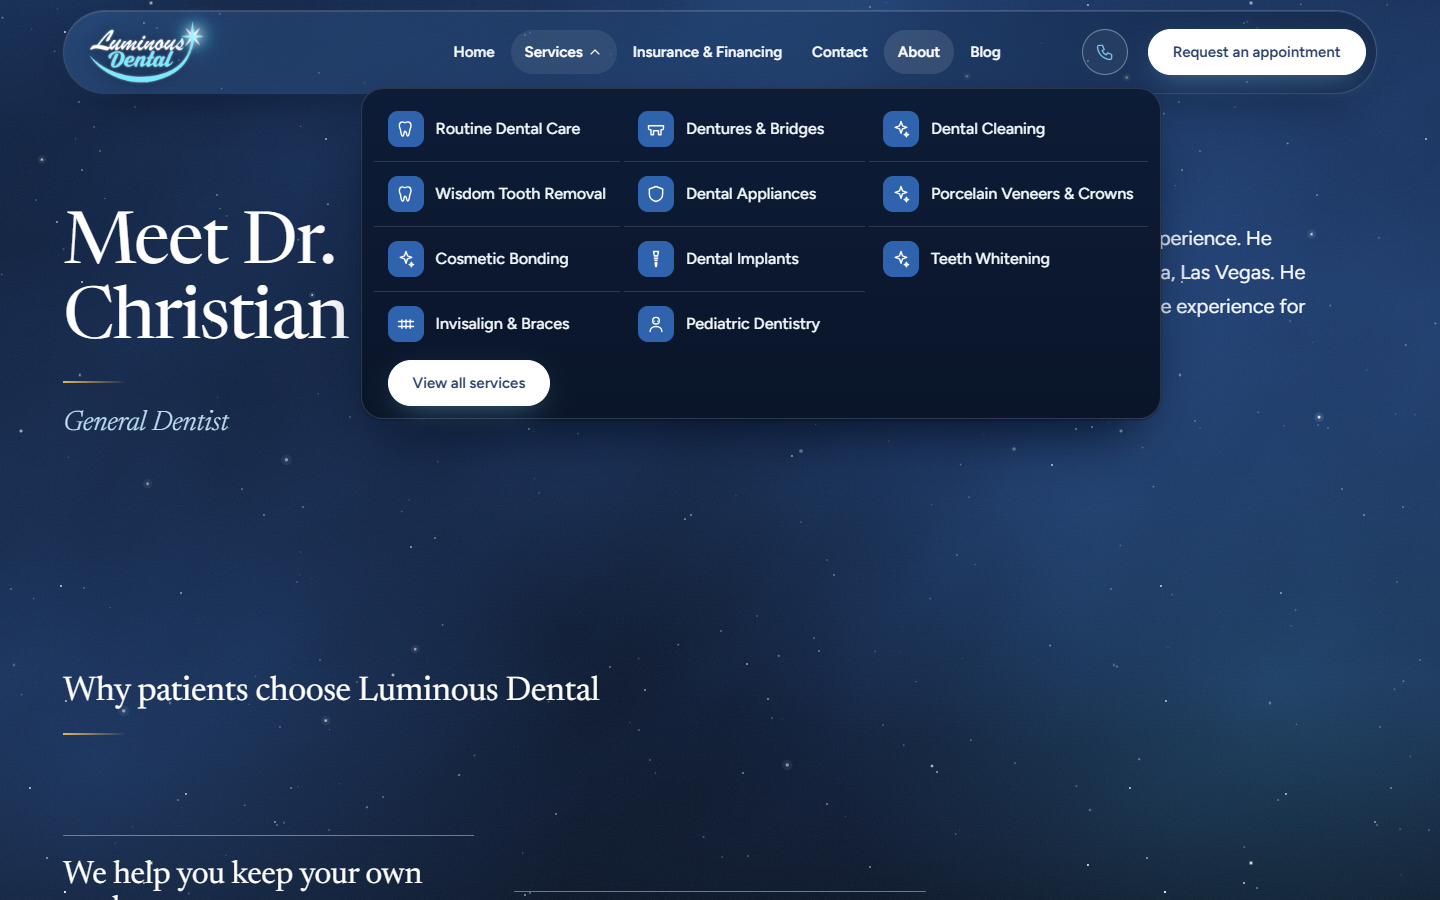 Luminous
Dental
Home
Services
Insurance & Financing
Contact
About
Blog
Request an appointment
Routine Dental Care
Dentures & Bridges
Dental Cleaning
Wisdom Tooth Removal
Dental Appliances
Porcelain Veneers & Crowns
Cosmetic Bonding
Dental Implants
Teeth Whitening
Invisalign & Braces
Pediatric Dentistry
View all services
Meet Dr.
Christian
General Dentist
perience. He
a, Las Vegas. He
e experience for
Why patients choose Luminous Dental
We help you keep your own